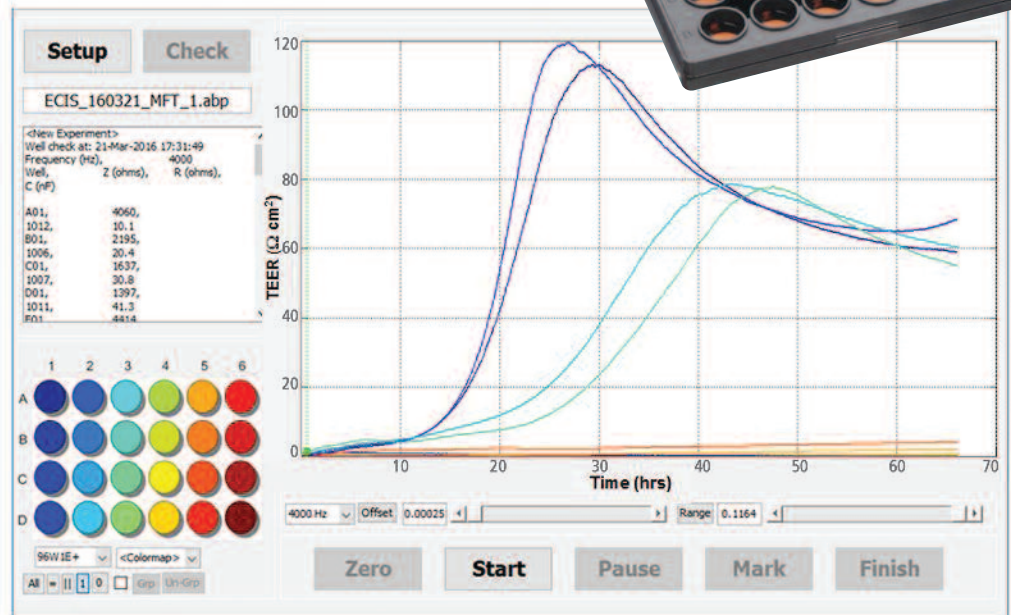 Setup
Check
ECIS_160321_MFT_1.abp
<New Experiment>
Well check at: 21-Mar-2016 17:31:49
Frequency (Hz), 4000
Well, Z (ohms), R (ohms),
C (nF)
A01, 4060,
1012, 10.1
B01, 2195,
1006, 20.4
C01, 1637,
1007, 30.8
D01, 1397,
1011, 41.3
E01 4414
1 2 3 4 5 6
A
B
C
D
96W1E+ <Colormap>
All = || 1 0 Grp Un-Grp
TEER (Ω cm²)
120
100
80
60
40
20
0
10 20 30 40 50 60 70
Time (hrs)
4000 Hz Offset 0.00025 Range 0.1164
Zero Start Pause Mark Finish